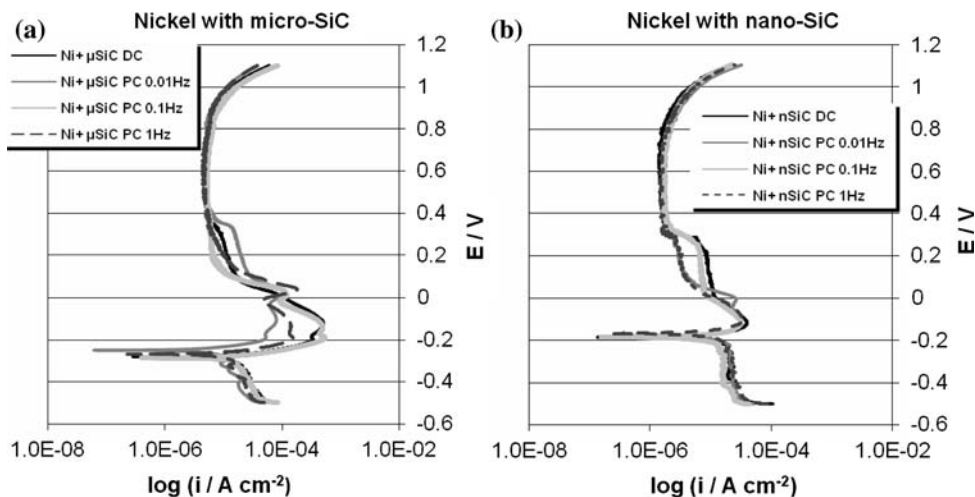 Nickel with micro-SiC
(a)
Ni+ µSiC DC
Ni+ µSiC PC 0.01Hz
Ni+ µSiC PC 0.1Hz
Ni+ µSiC PC 1Hz
1.2
1
0.8
0.6
0.4
0.2
0
-0.2
-0.4
-0.6
E / V
1.0E-08 1.0E-06 1.0E-04 1.0E-02
log (i / A cm-2)
Nickel with nano-SiC
(b)
Ni+ nSiC DC
Ni+ nSiC PC 0.01Hz
Ni+ nSiC PC 0.1Hz
Ni+ nSiC PC 1Hz
1.2
1
0.8
0.6
0.4
0.2
0
-0.2
-0.4
-0.6
E / V
1.0E-08 1.0E-06 1.0E-04 1.0E-02
log (i / A cm-2)